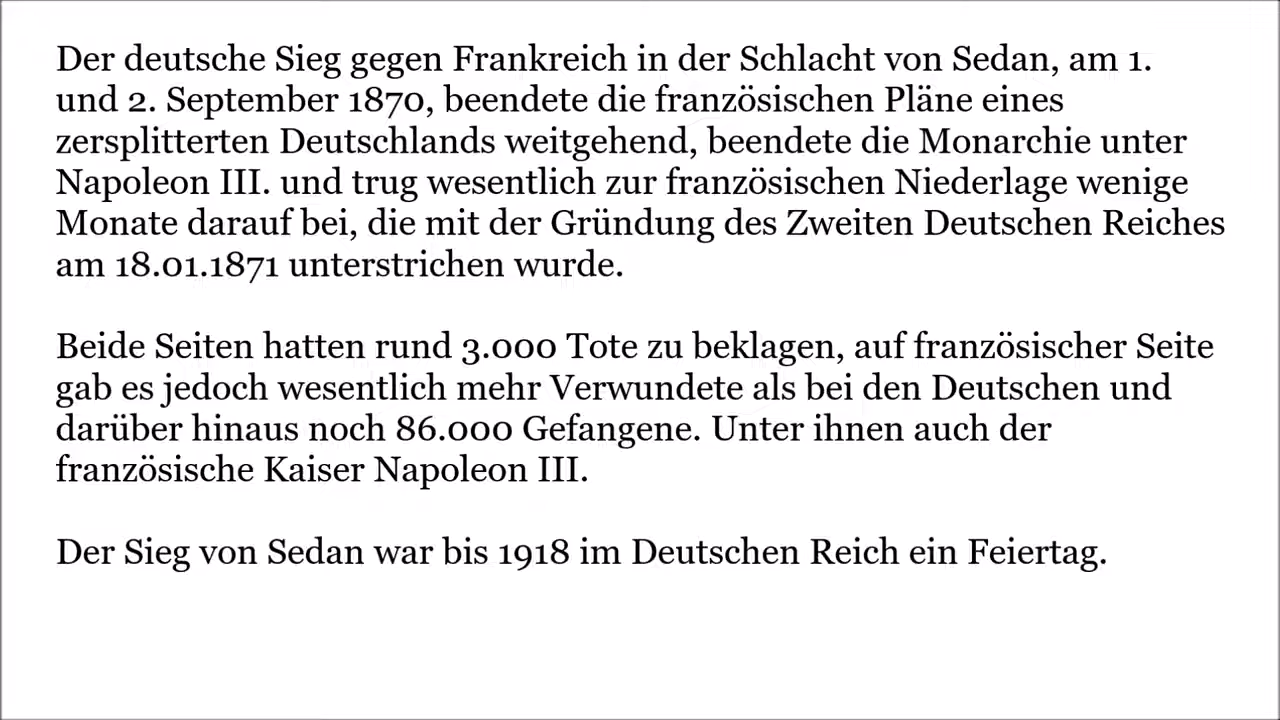 Der deutsche Sieg gegen Frankreich in der Schlacht von Sedan, am 1.
und 2. September 1870, beendete die französischen Pläne eines
zersplitterten Deutschlands weitgehend, beendete die Monarchie unter
Napoleon III. und trug wesentlich zur französischen Niederlage wenige
Monate darauf bei, die mit der Gründung des Zweiten Deutschen Reiches
am 18.01.1871 unterstrichen wurde.
Beide Seiten hatten rund 3.000 Tote zu beklagen, auf französischer Seite
gab es jedoch wesentlich mehr Verwundete als bei den Deutschen und
darüber hinaus noch 86.000 Gefangene. Unter ihnen auch der
französische Kaiser Napoleon III.
Der Sieg von Sedan war bis 1918 im Deutschen Reich ein Feiertag.